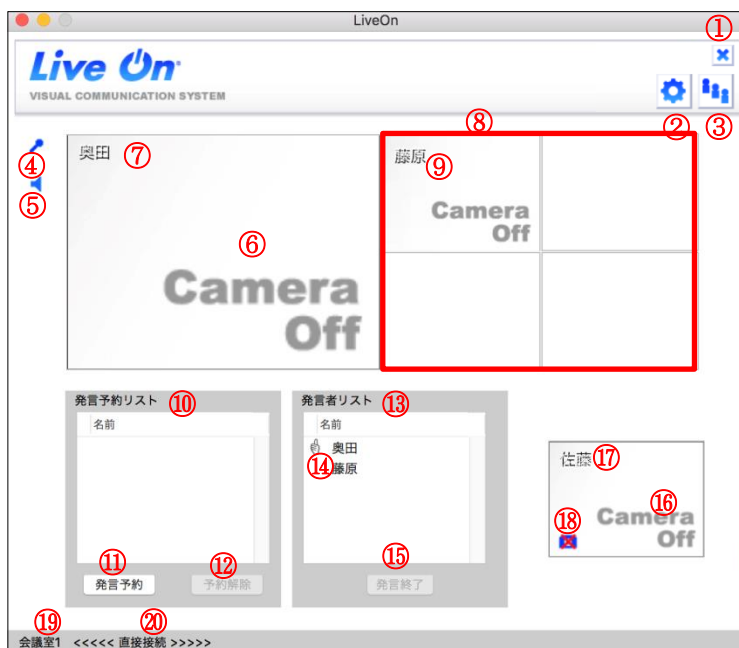 LiveOn
①
Live On
VISUAL COMMUNICATION SYSTEM
② ③
⑧
④
⑤
奥田 ⑦
⑥
Camera
Off
藤原 ⑨
Camera
Off
発言予約リスト ⑩
名前
⑪ ⑫
発言予約 予約解除
発言者リスト ⑬
名前
奥田
⑭ 藤原
⑮
発言終了
佐藤 ⑰
⑯
⑱
Camera
Off
⑲ ⑳
会議室1 <<<<< 直接接続 >>>>>